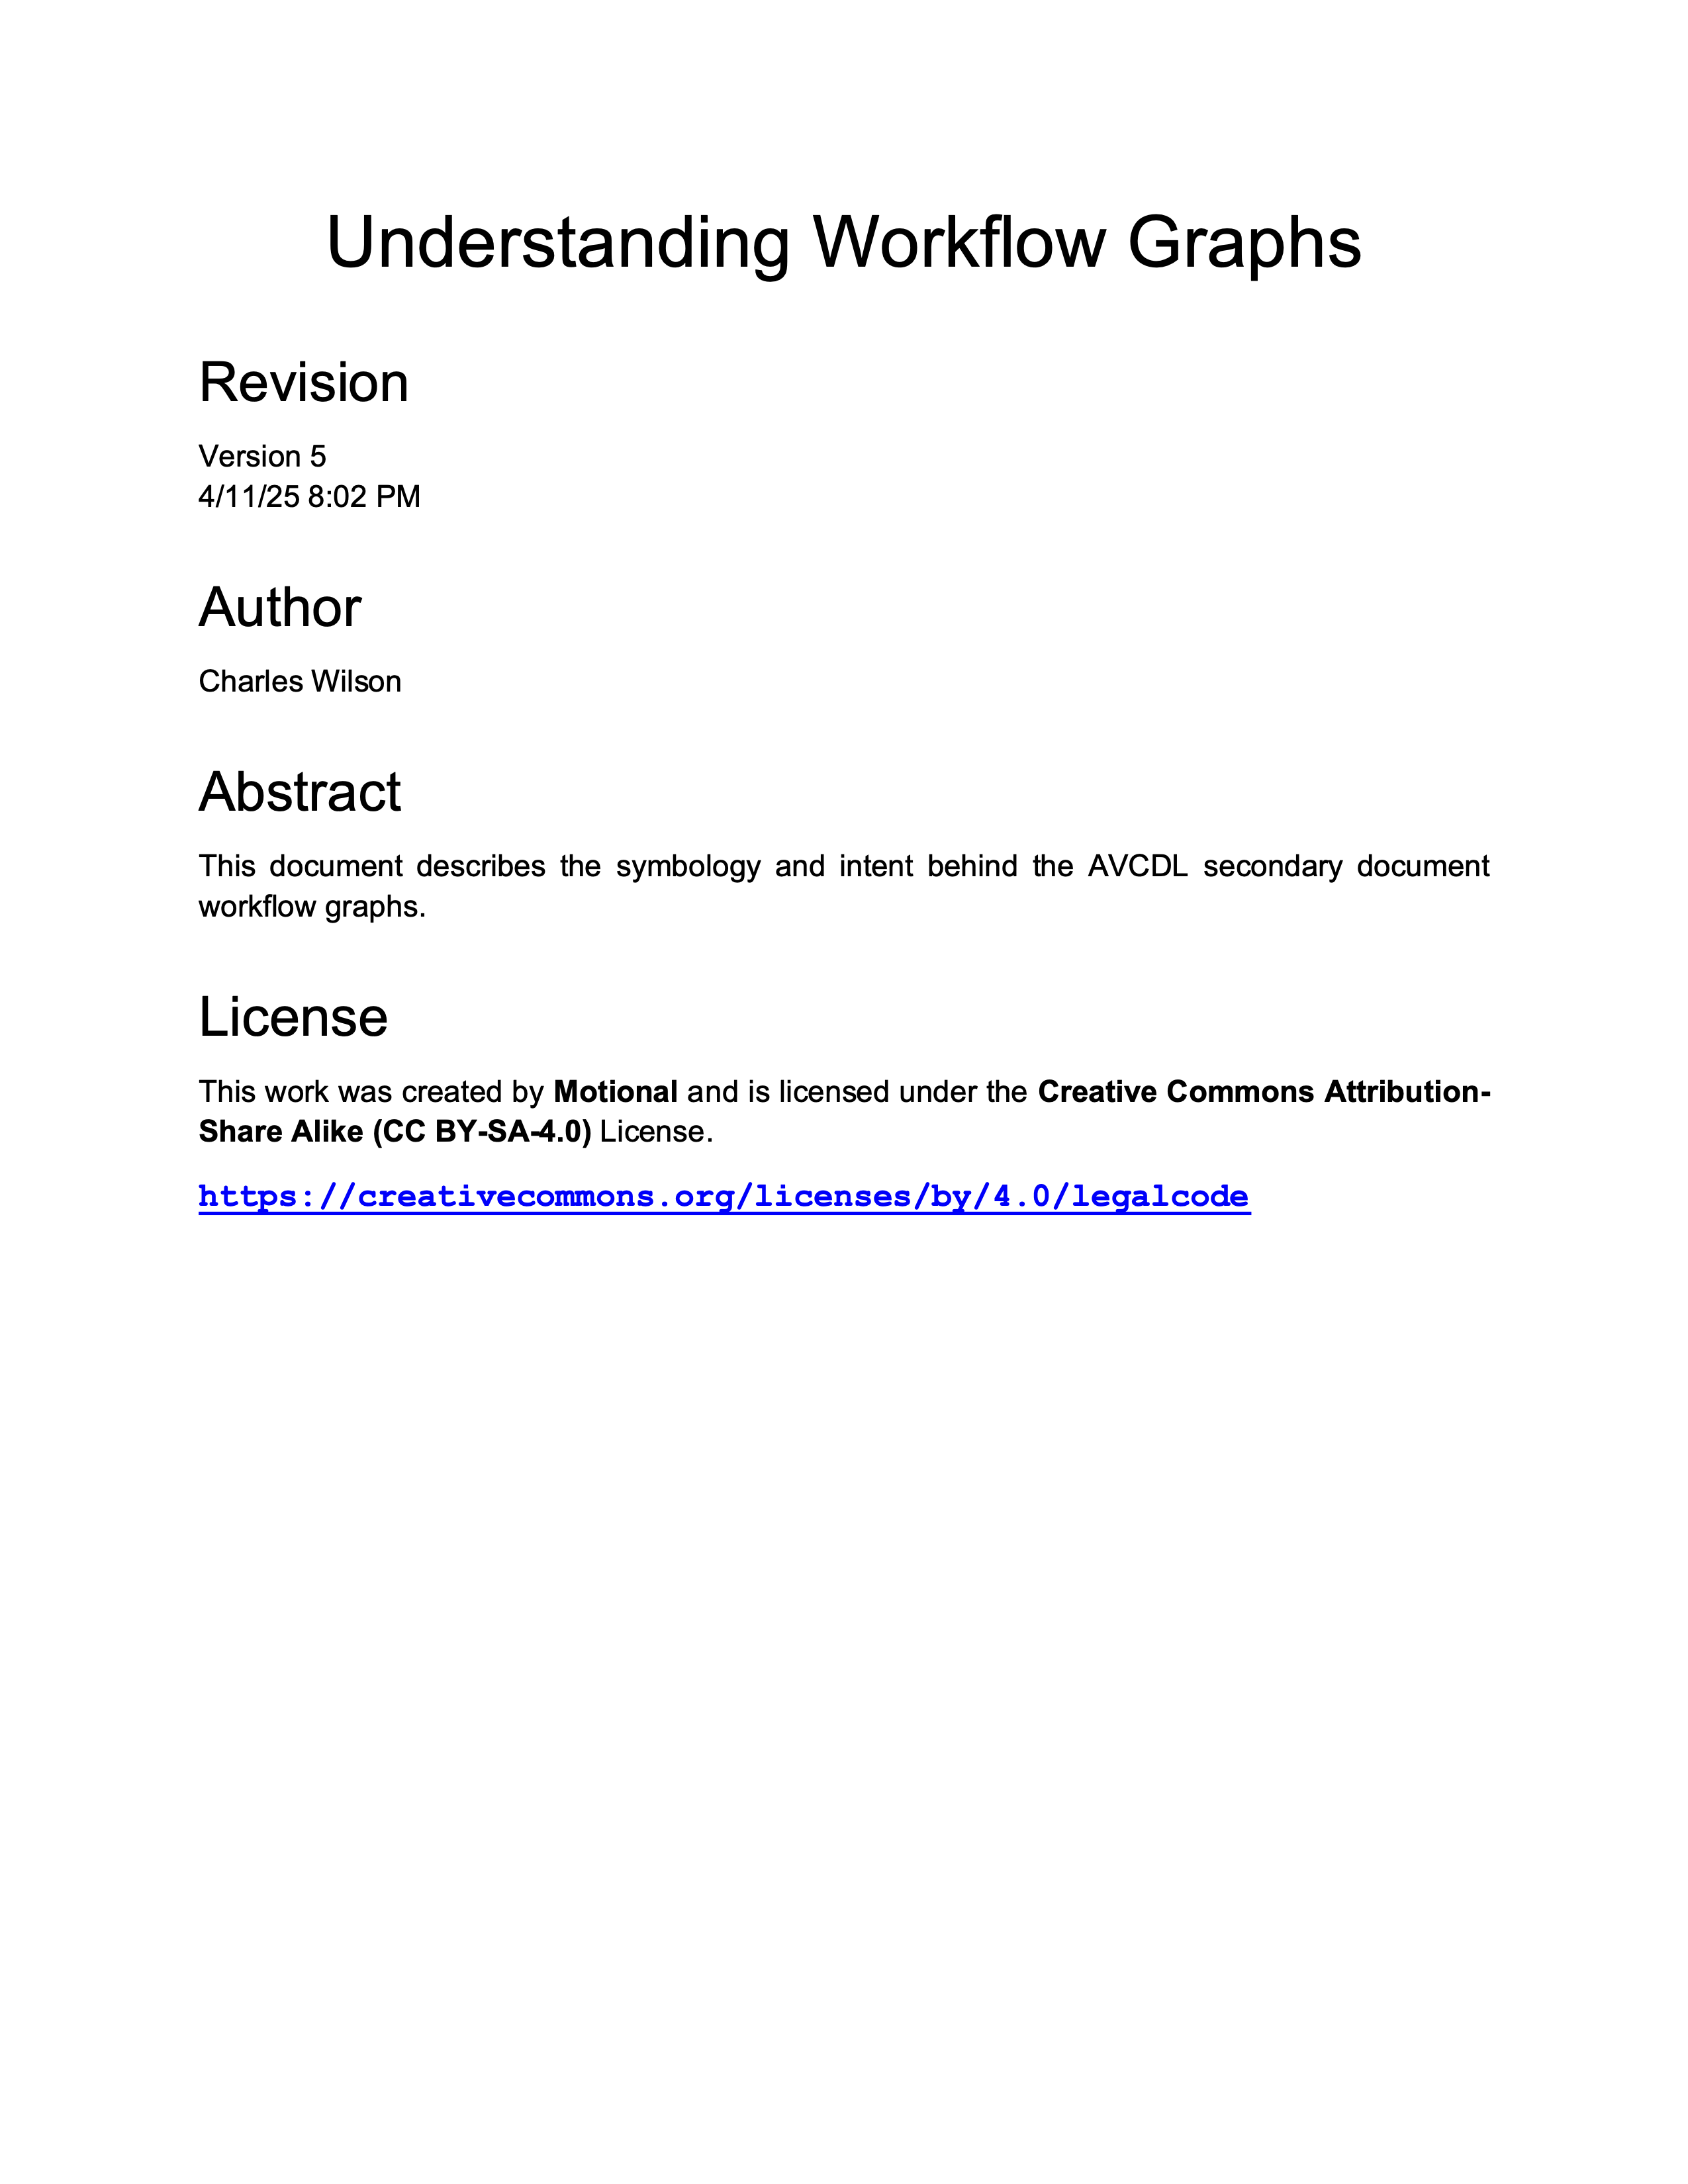 Understanding Workflow Graphs
Revision
Version 5
4/11/25 8:02 PM
Author
Charles Wilson
Abstract
This document describes the symbology and intent behind the AVCDL secondary document
workflow graphs.
License
This work was created by Motional and is licensed under the Creative Commons Attribution-
Share Alike (CC BY-SA-4.0) License.
https://creativecommons.org/licenses/by/4.0/legalcode